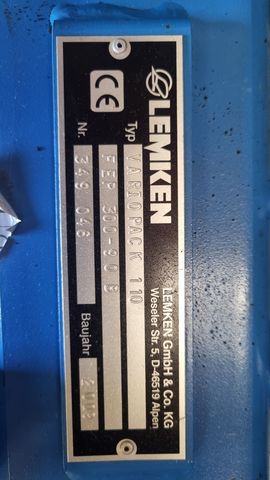 LEMKEN
LEMKEN GmbH & Co. KG
Weseler Str. 5, D-46519 Alpen
CE
Typ VARIOPACK 110
FEP 300-90 B
Nr. 349 048 Baujahr